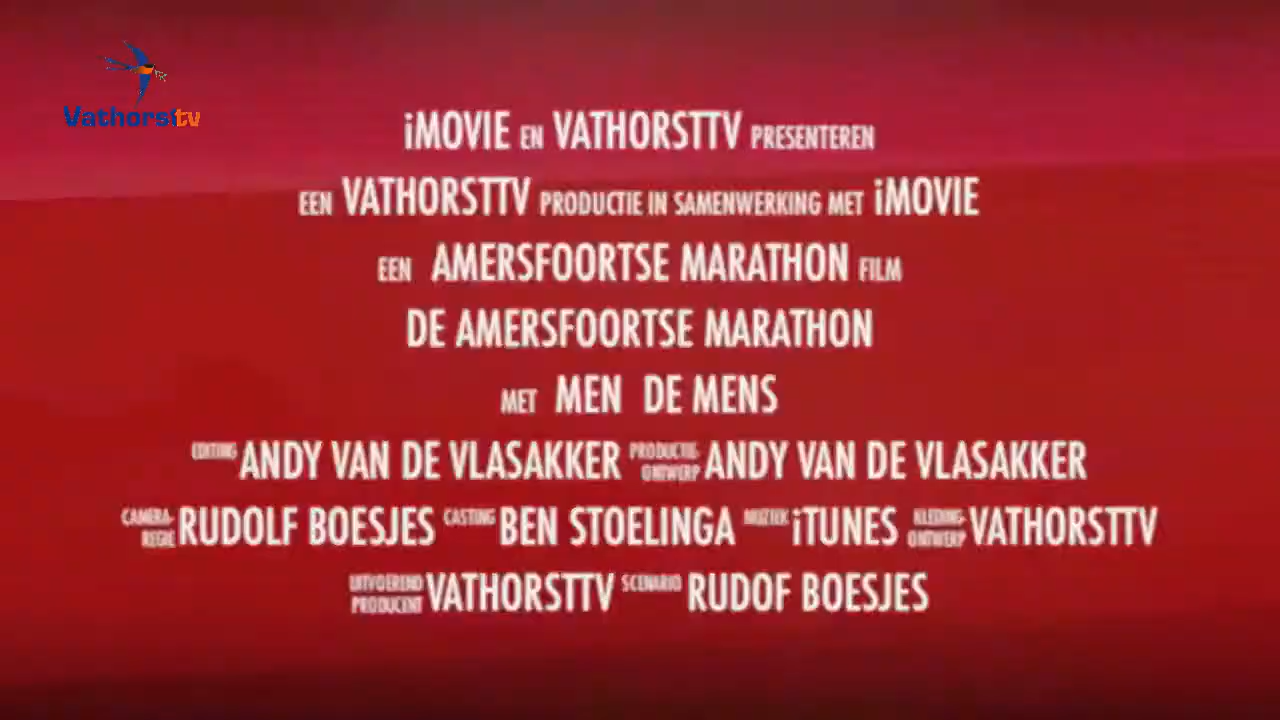 Vathorsttv
iMOVIE EN VATHORSTTV PRESENTEREN
EEN VATHORSTTV PRODUCTIE IN SAMENWERKING MET iMOVIE
EEN AMERSFOORTSE MARATHON FILM
DE AMERSFOORTSE MARATHON
MET MEN DE MENS
EDITING ANDY VAN DE VLASAKKER PRODUCTIE-ONTWERP ANDY VAN DE VLASAKKER
CAMERA-REGIE RUDOLF BOESJES CASTING BEN STOELINGA MUZIEK iTUNES KLEDING-ONTWERP VATHORSTTV
UITVOEREND PRODUCENT VATHORSTTV SCENARIO RUDOF BOESJES